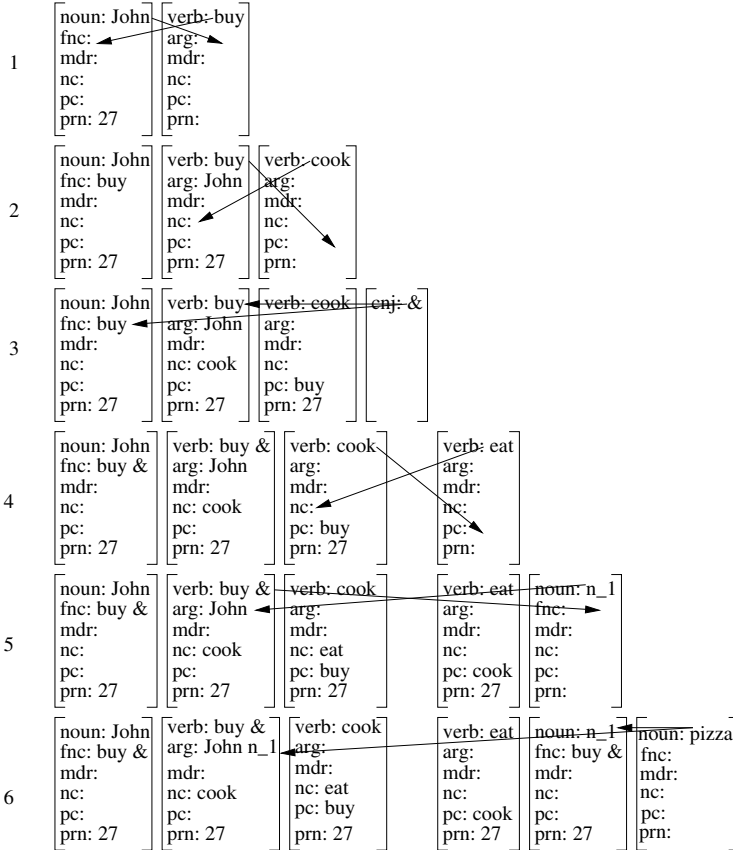 noun: John verb: buy
fnc: arg:
mdr: mdr:
1
nc: nc:
pc: pc:
prn: 27 prn:
noun: John verb: buy verb: cook
fnc: buy arg: John arg:
mdr: mdr: mdr:
2
nc: nc: nc:
pc: pc: pc:
prn: 27 prn: 27 prn:
noun: John verb: buy verb: cook cnj: &
fnc: buy arg: John arg:
mdr: mdr: mdr:
3
nc: nc: cook nc:
pc: pc: pc: buy
prn: 27 prn: 27 prn: 27
noun: John verb: buy & verb: cook verb: eat
fnc: buy & arg: John arg: arg:
mdr: mdr: mdr: mdr:
4
nc: nc: cook nc: nc:
pc: pc: pc: buy pc:
prn: 27 prn: 27 prn: 27 prn:
noun: John verb: buy & verb: cook verb: eat noun: n_1
fnc: buy & arg: John arg: arg: fnc:
mdr: mdr: mdr: mdr: mdr:
5
nc: nc: cook nc: eat nc: nc:
pc: pc: pc: buy pc: cook pc:
prn: 27 prn: 27 prn: 27 prn: 27 prn:
noun: John verb: buy & verb: cook verb: eat noun: n_1 noun: pizza
fnc: buy & arg: John n_1 arg: arg: fnc: buy & fnc:
mdr: mdr: mdr: mdr: mdr: mdr:
6
nc: nc: cook nc: eat nc: nc: nc:
pc: pc: pc: buy pc: cook pc: pc:
prn: 27 prn: 27 prn: 27 prn: 27 prn: 27 prn: